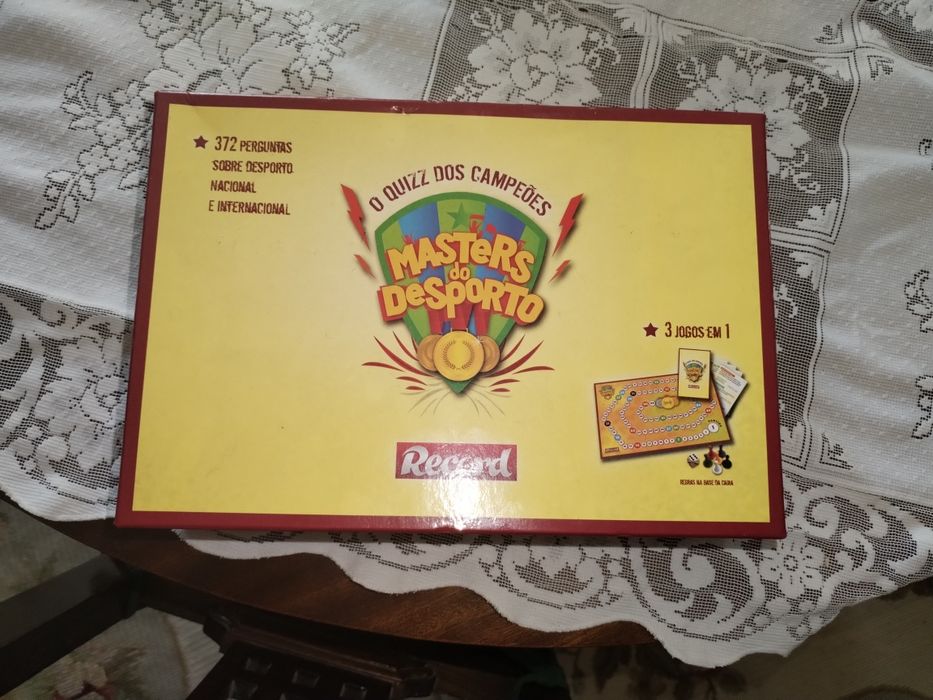 372 PERGUNTAS
SOBRE DESPORTO
NACIONAL
E INTERNACIONAL
O QUIZZ DOS CAMPEÕES
MASTERS
do
DESPORTO
3 JOGOS EM 1
Record
REGRAS NA BASE DA CAIXA